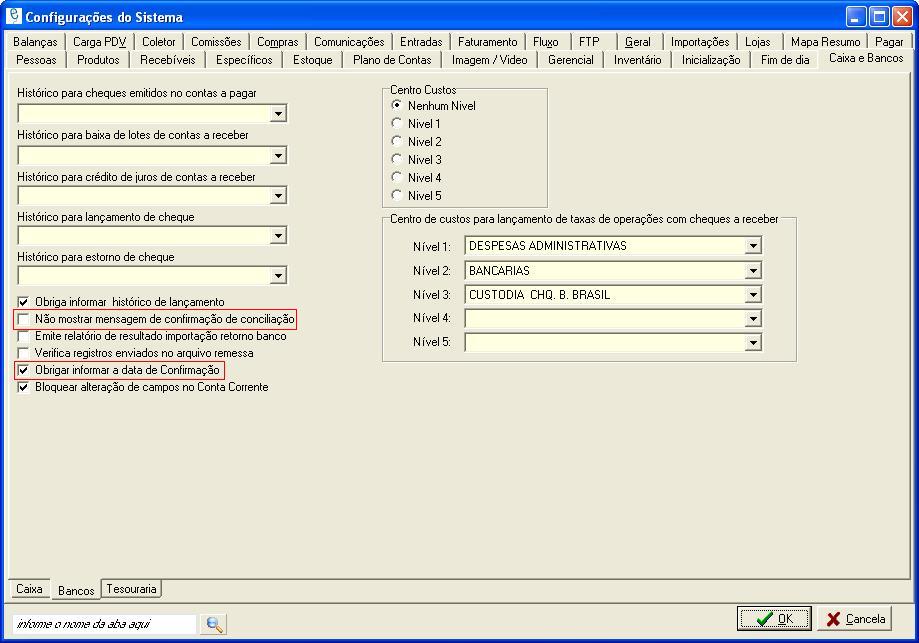 Configurações do Sistema
Balanças Carga PDV Coletor Comissões Compras Comunicações Entradas Faturamento Fluxo FTP Geral Importações Lojas Mapa Resumo Pagar
Pessoas Produtos Recebíveis Específicos Estoque Plano de Contas Imagem / Video Gerencial Inventário Inicialização Fim de dia Caixa e Bancos
Histórico para cheques emitidos no contas a pagar
Histórico para baixa de lotes de contas a receber
Histórico para crédito de juros de contas a receber
Histórico para lançamento de cheque
Histórico para estorno de cheque
Obriga informar histórico de lançamento
Não mostrar mensagem de confirmação de conciliação
Emite relatório de resultado importação retorno banco
Verifica registros enviados no arquivo remessa
Obrigar informar a data de Confirmação
Bloquear alteração de campos no Conta Corrente
Centro Custos
Nenhum Nivel
Nivel 1
Nivel 2
Nivel 3
Nivel 4
Nivel 5
Centro de custos para lançamento de taxas de operações com cheques a receber
Nível 1: DESPESAS ADMINISTRATIVAS
Nível 2: BANCARIAS
Nível 3: CUSTODIA CHQ. B. BRASIL
Nível 4:
Nível 5:
Caixa Bancos Tesouraria
informe o nome da aba aqui
OK Cancela